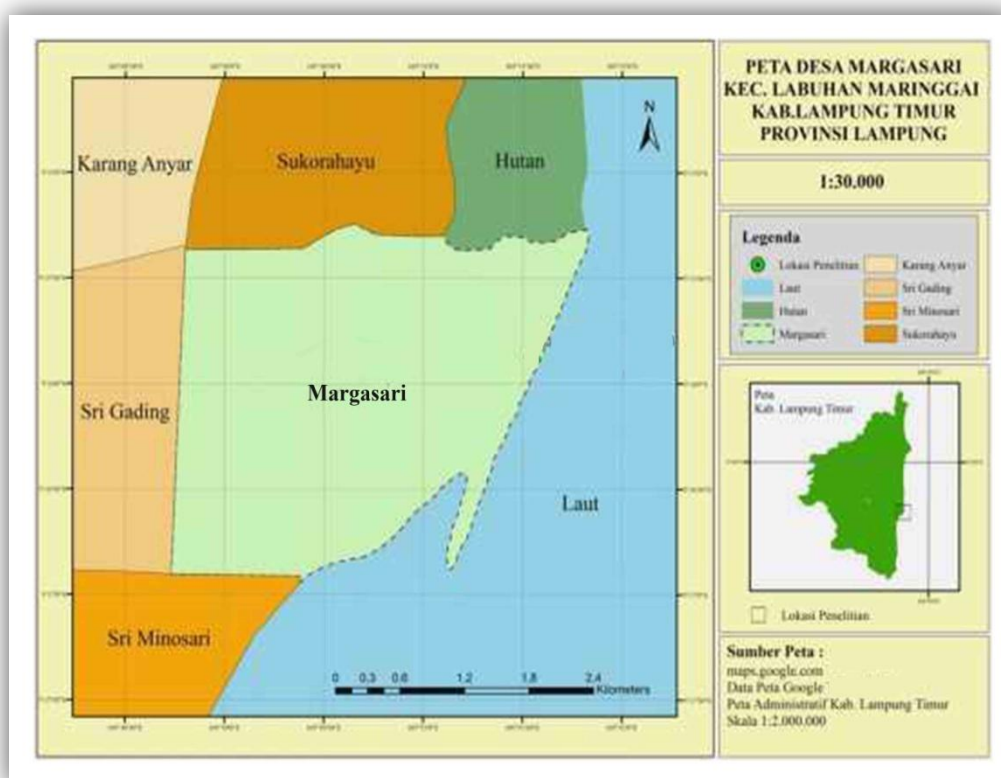 Karang Anyar
Sukorahayu
Hutan
N
Sri Gading
Margasari
Laut
Sri Minosari
0 0.3 0.6 1.2 1.8 2.4
Kilometers
PETA DESA MARGASARI
KEC. LABUHAN MARINGGAI
KAB.LAMPUNG TIMUR
PROVINSI LAMPUNG
1:30.000
Legenda
Lokasi Penelitian
Laut
Hutan
Margasari
Karang Anyar
Sri Gading
Sri Minosari
Sukorahayu
Peta
Kab. Lampung Timur
Lokasi Penelitian
Sumber Peta :
maps.google.com
Data Peta Google
Peta Administratif Kab. Lampung Timur
Skala 1:2.000.000